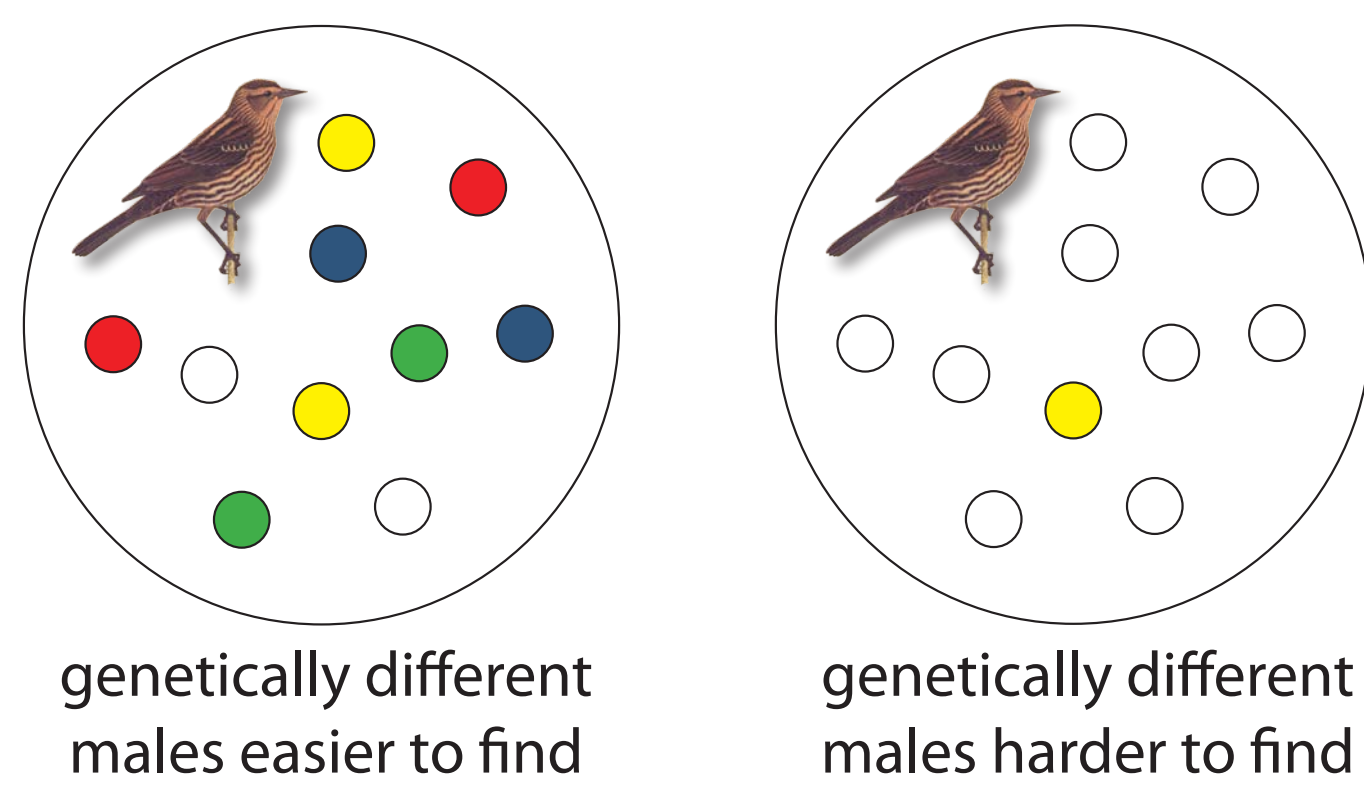 genetically different
males easier to find
genetically different
males harder to find